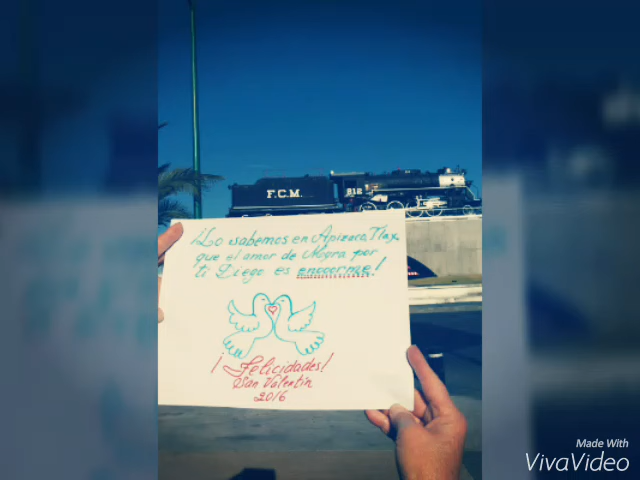 F.C.M.
212
¡Lo sabemos en Apizaco, Tlax.
que el amor de Mayra por
ti Diego es enooorme!
¡Felicidades!
San Valentín
2016
Made With
VivaVideo